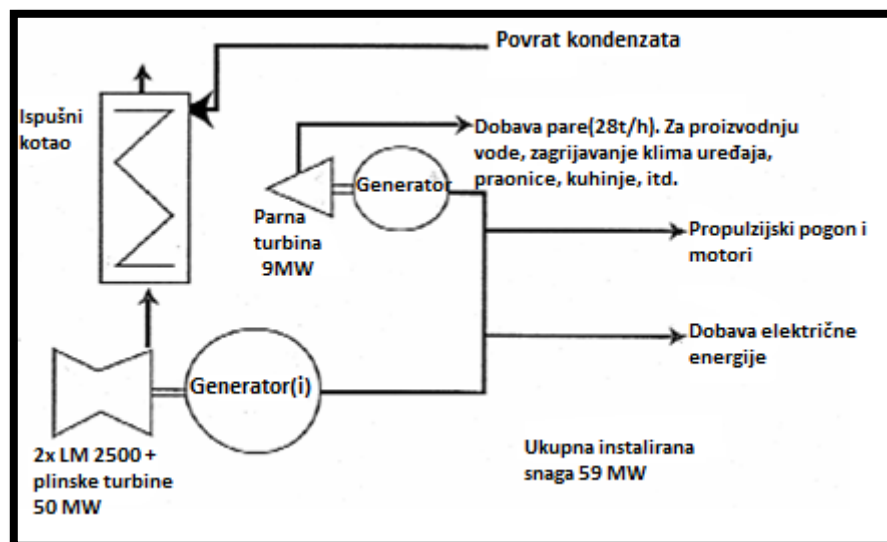 Povrat kondenzata
Ispušni
kotao
Dobava pare(28t/h). Za proizvodnju
vode, zagrijavanje klima uređaja,
praonice, kuhinje, itd.
Generator
Parna
turbina
9MW
Propulzijski pogon i
motori
Dobava električne
energije
Generator(i)
2x LM 2500 +
plinske turbine
50 MW
Ukupna instalirana
snaga 59 MW